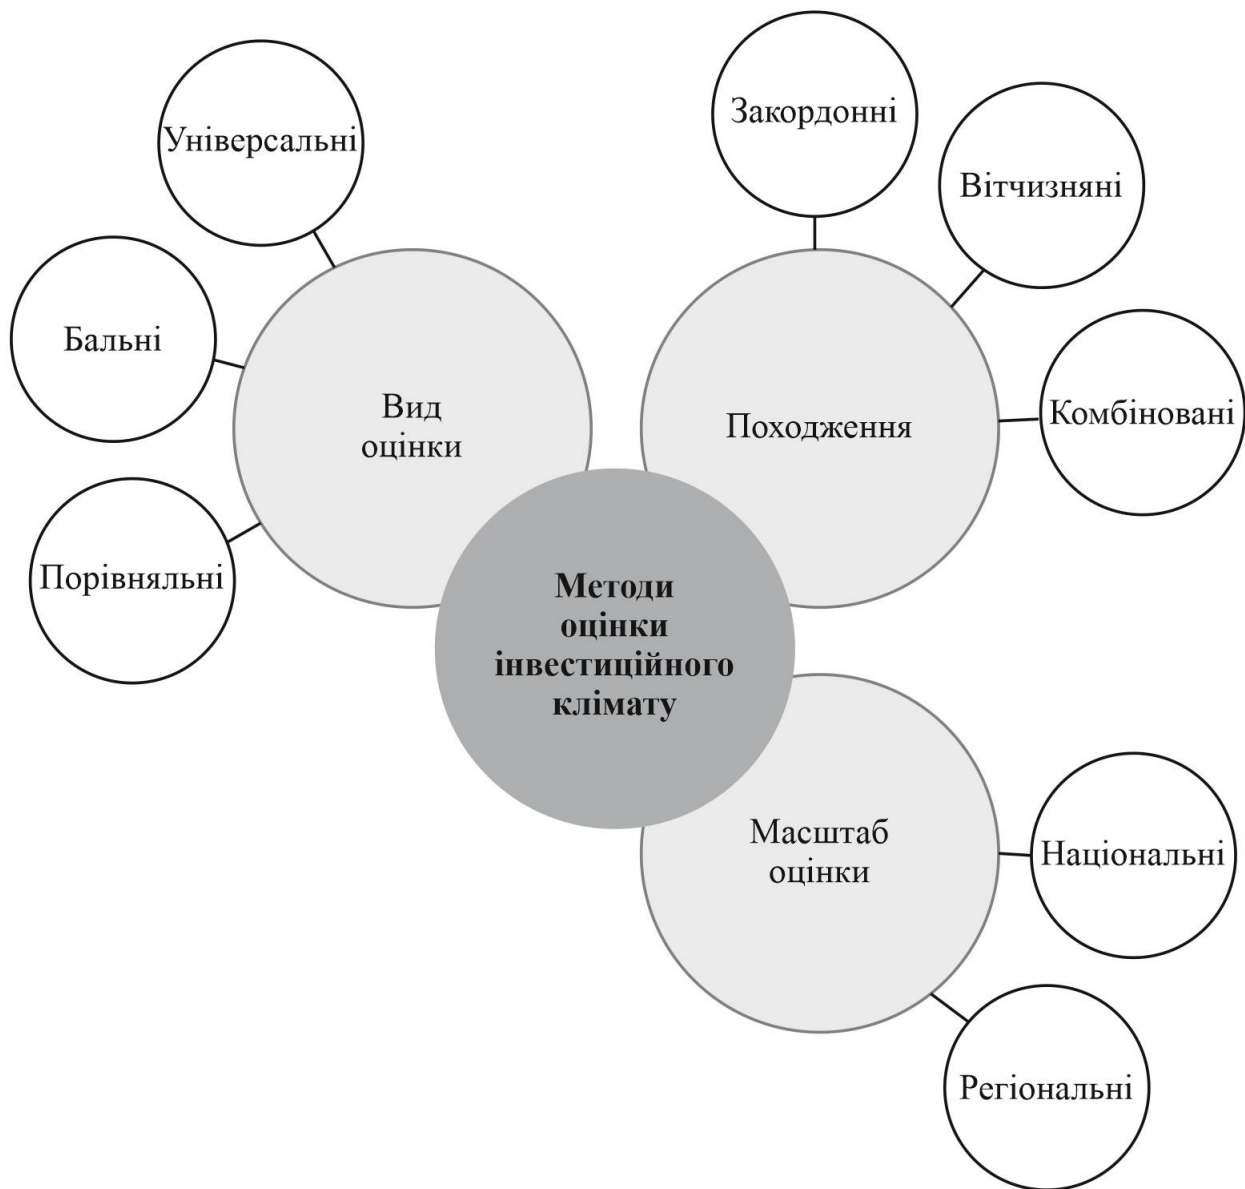 Універсальні
Бальні
Порівняльні
Вид
оцінки
Закордонні
Вітчизняні
Комбіновані
Походження
Методи
оцінки
інвестиційного
клімату
Масштаб
оцінки
Національні
Регіональні